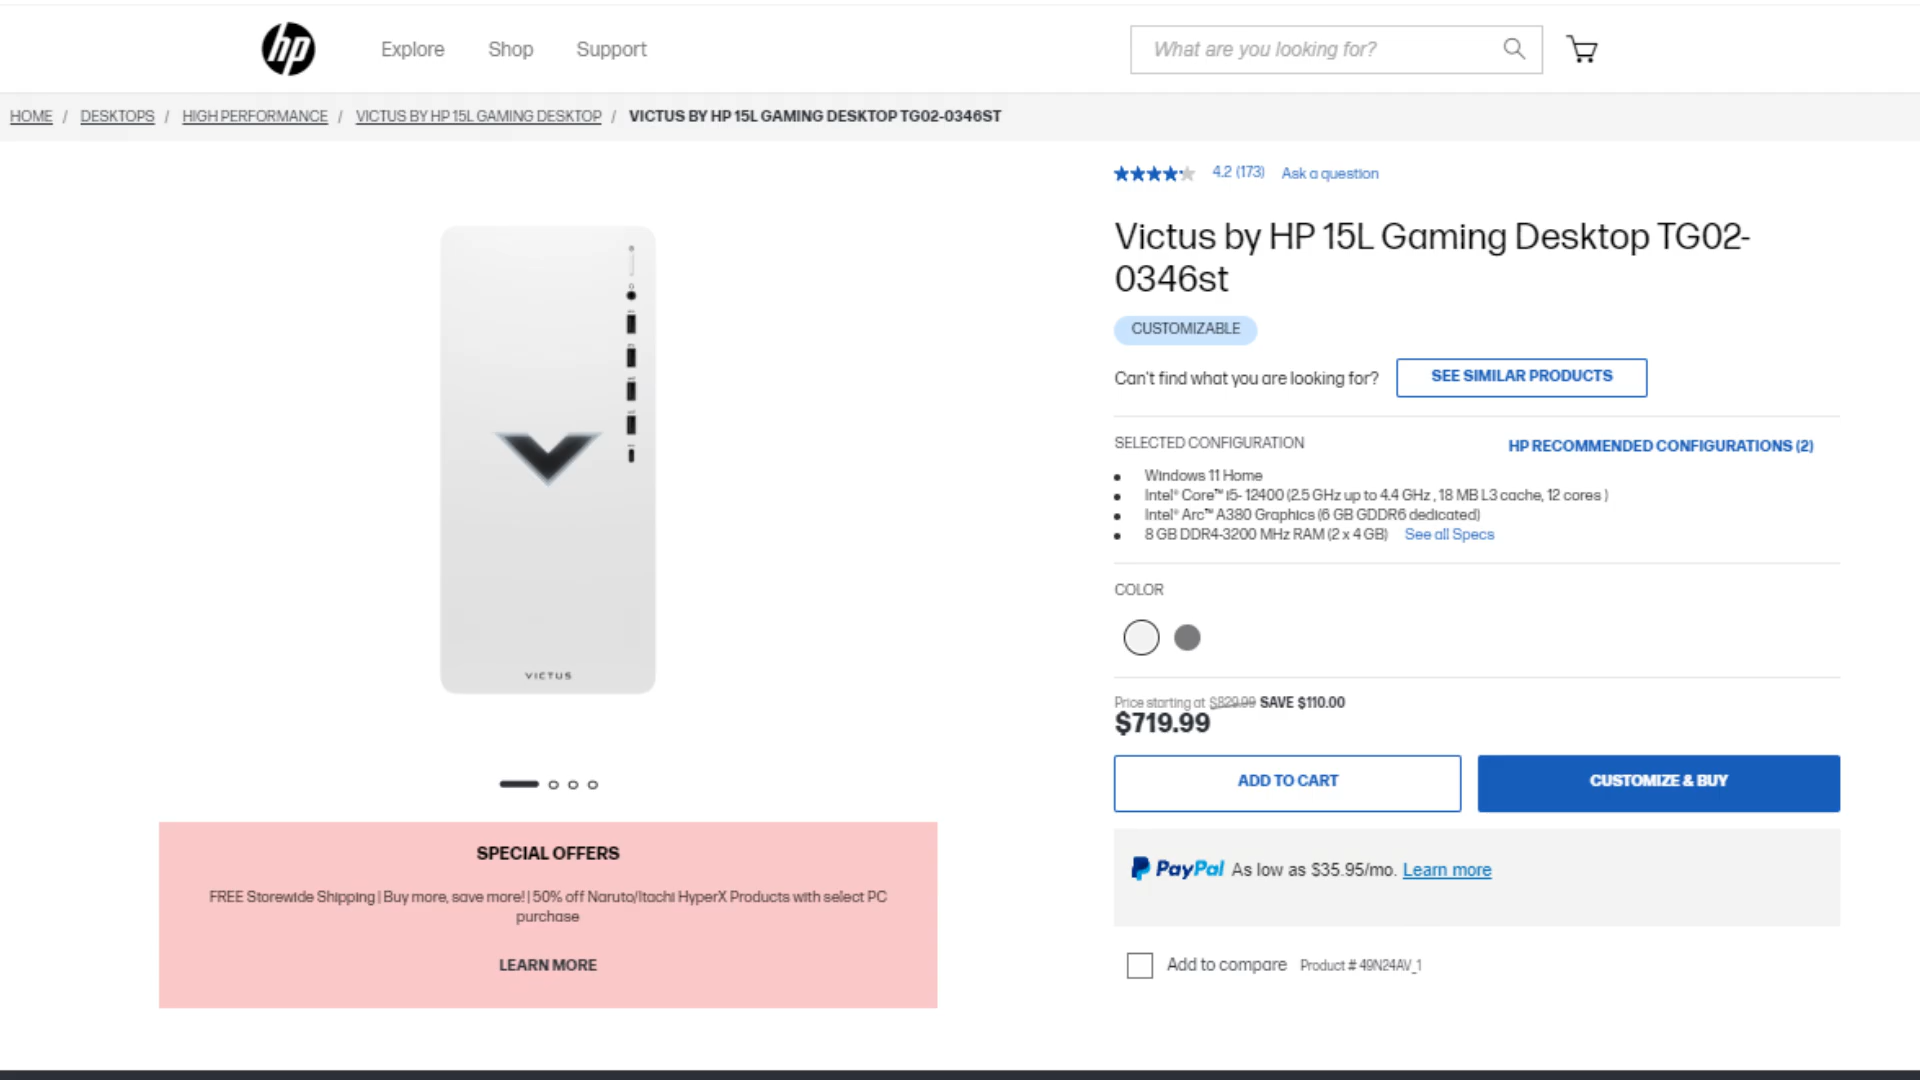 hp
Explore Shop Support
What are you looking for?
HOME / DESKTOPS / HIGH PERFORMANCE / VICTUS BY HP 15L GAMING DESKTOP / VICTUS BY HP 15L GAMING DESKTOP TG02-0346ST
4.2 (173) Ask a question
Victus by HP 15L Gaming Desktop TG02-
0346st
CUSTOMIZABLE
Can't find what you are looking for? SEE SIMILAR PRODUCTS
SELECTED CONFIGURATION HP RECOMMENDED CONFIGURATIONS (2)
Windows 11 Home
Intel® Core™ i5- 12400 (2.5 GHz up to 4.4 GHz , 18 MB L3 cache, 12 cores )
Intel® Arc™ A380 Graphics (6 GB GDDR6 dedicated)
8 GB DDR4-3200 MHz RAM (2 x 4 GB) See all Specs
COLOR
VICTUS
Price starting at $829.99 SAVE $110.00
$719.99
ADD TO CART CUSTOMIZE & BUY
PayPal As low as $35.95/mo. Learn more
Add to compare Product # 49N24AV_1
SPECIAL OFFERS
FREE Storewide Shipping | Buy more, save more! | 50% off Naruto/Itachi HyperX Products with select PC
purchase
LEARN MORE